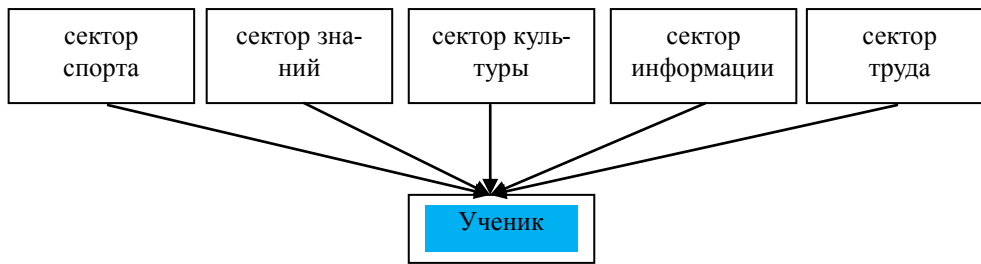 сектор
спорта
сектор зна-
ний
сектор куль-
туры
сектор
информации
сектор
труда
Ученик